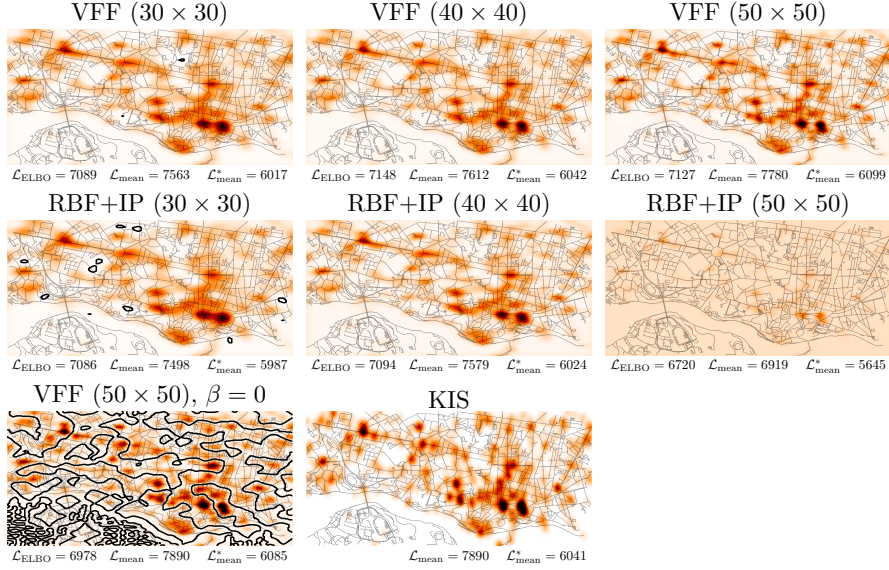 VFF (30 × 30) VFF (40 × 40) VFF (50 × 50)
ℒ_ELBO = 7089 ℒ_mean = 7563 ℒ*_mean = 6017 ℒ_ELBO = 7148 ℒ_mean = 7612 ℒ*_mean = 6042 ℒ_ELBO = 7127 ℒ_mean = 7780 ℒ*_mean = 6099
RBF+IP (30 × 30) RBF+IP (40 × 40) RBF+IP (50 × 50)
ℒ_ELBO = 7086 ℒ_mean = 7498 ℒ*_mean = 5987 ℒ_ELBO = 7094 ℒ_mean = 7579 ℒ*_mean = 6024 ℒ_ELBO = 6720 ℒ_mean = 6919 ℒ*_mean = 5645
VFF (50 × 50), β = 0 KIS
ℒ_ELBO = 6978 ℒ_mean = 7890 ℒ*_mean = 6085 ℒ_mean = 7890 ℒ*_mean = 6041